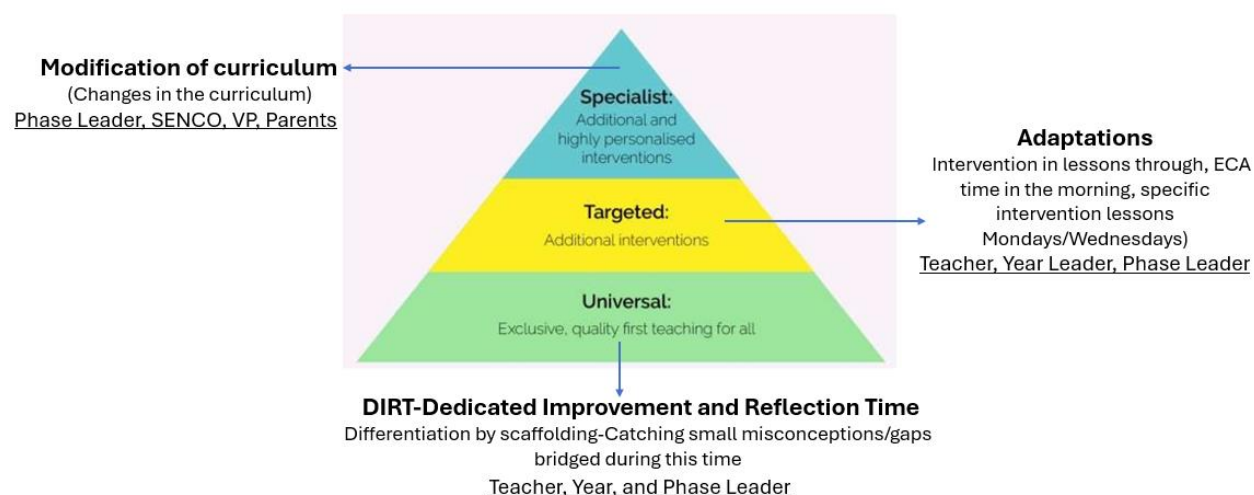 Modification of curriculum
(Changes in the curriculum)
Phase Leader, SENCO, VP, Parents
Specialist:
Additional and
highly personalised
interventions
Adaptations
Intervention in lessons through, ECA
time in the morning, specific
intervention lessons
Mondays/Wednesdays)
Teacher, Year Leader, Phase Leader
Targeted:
Additional interventions
Universal:
Exclusive, quality first teaching for all
DIRT-Dedicated Improvement and Reflection Time
Differentiation by scaffolding-Catching small misconceptions/gaps
bridged during this time
Teacher, Year, and Phase Leader